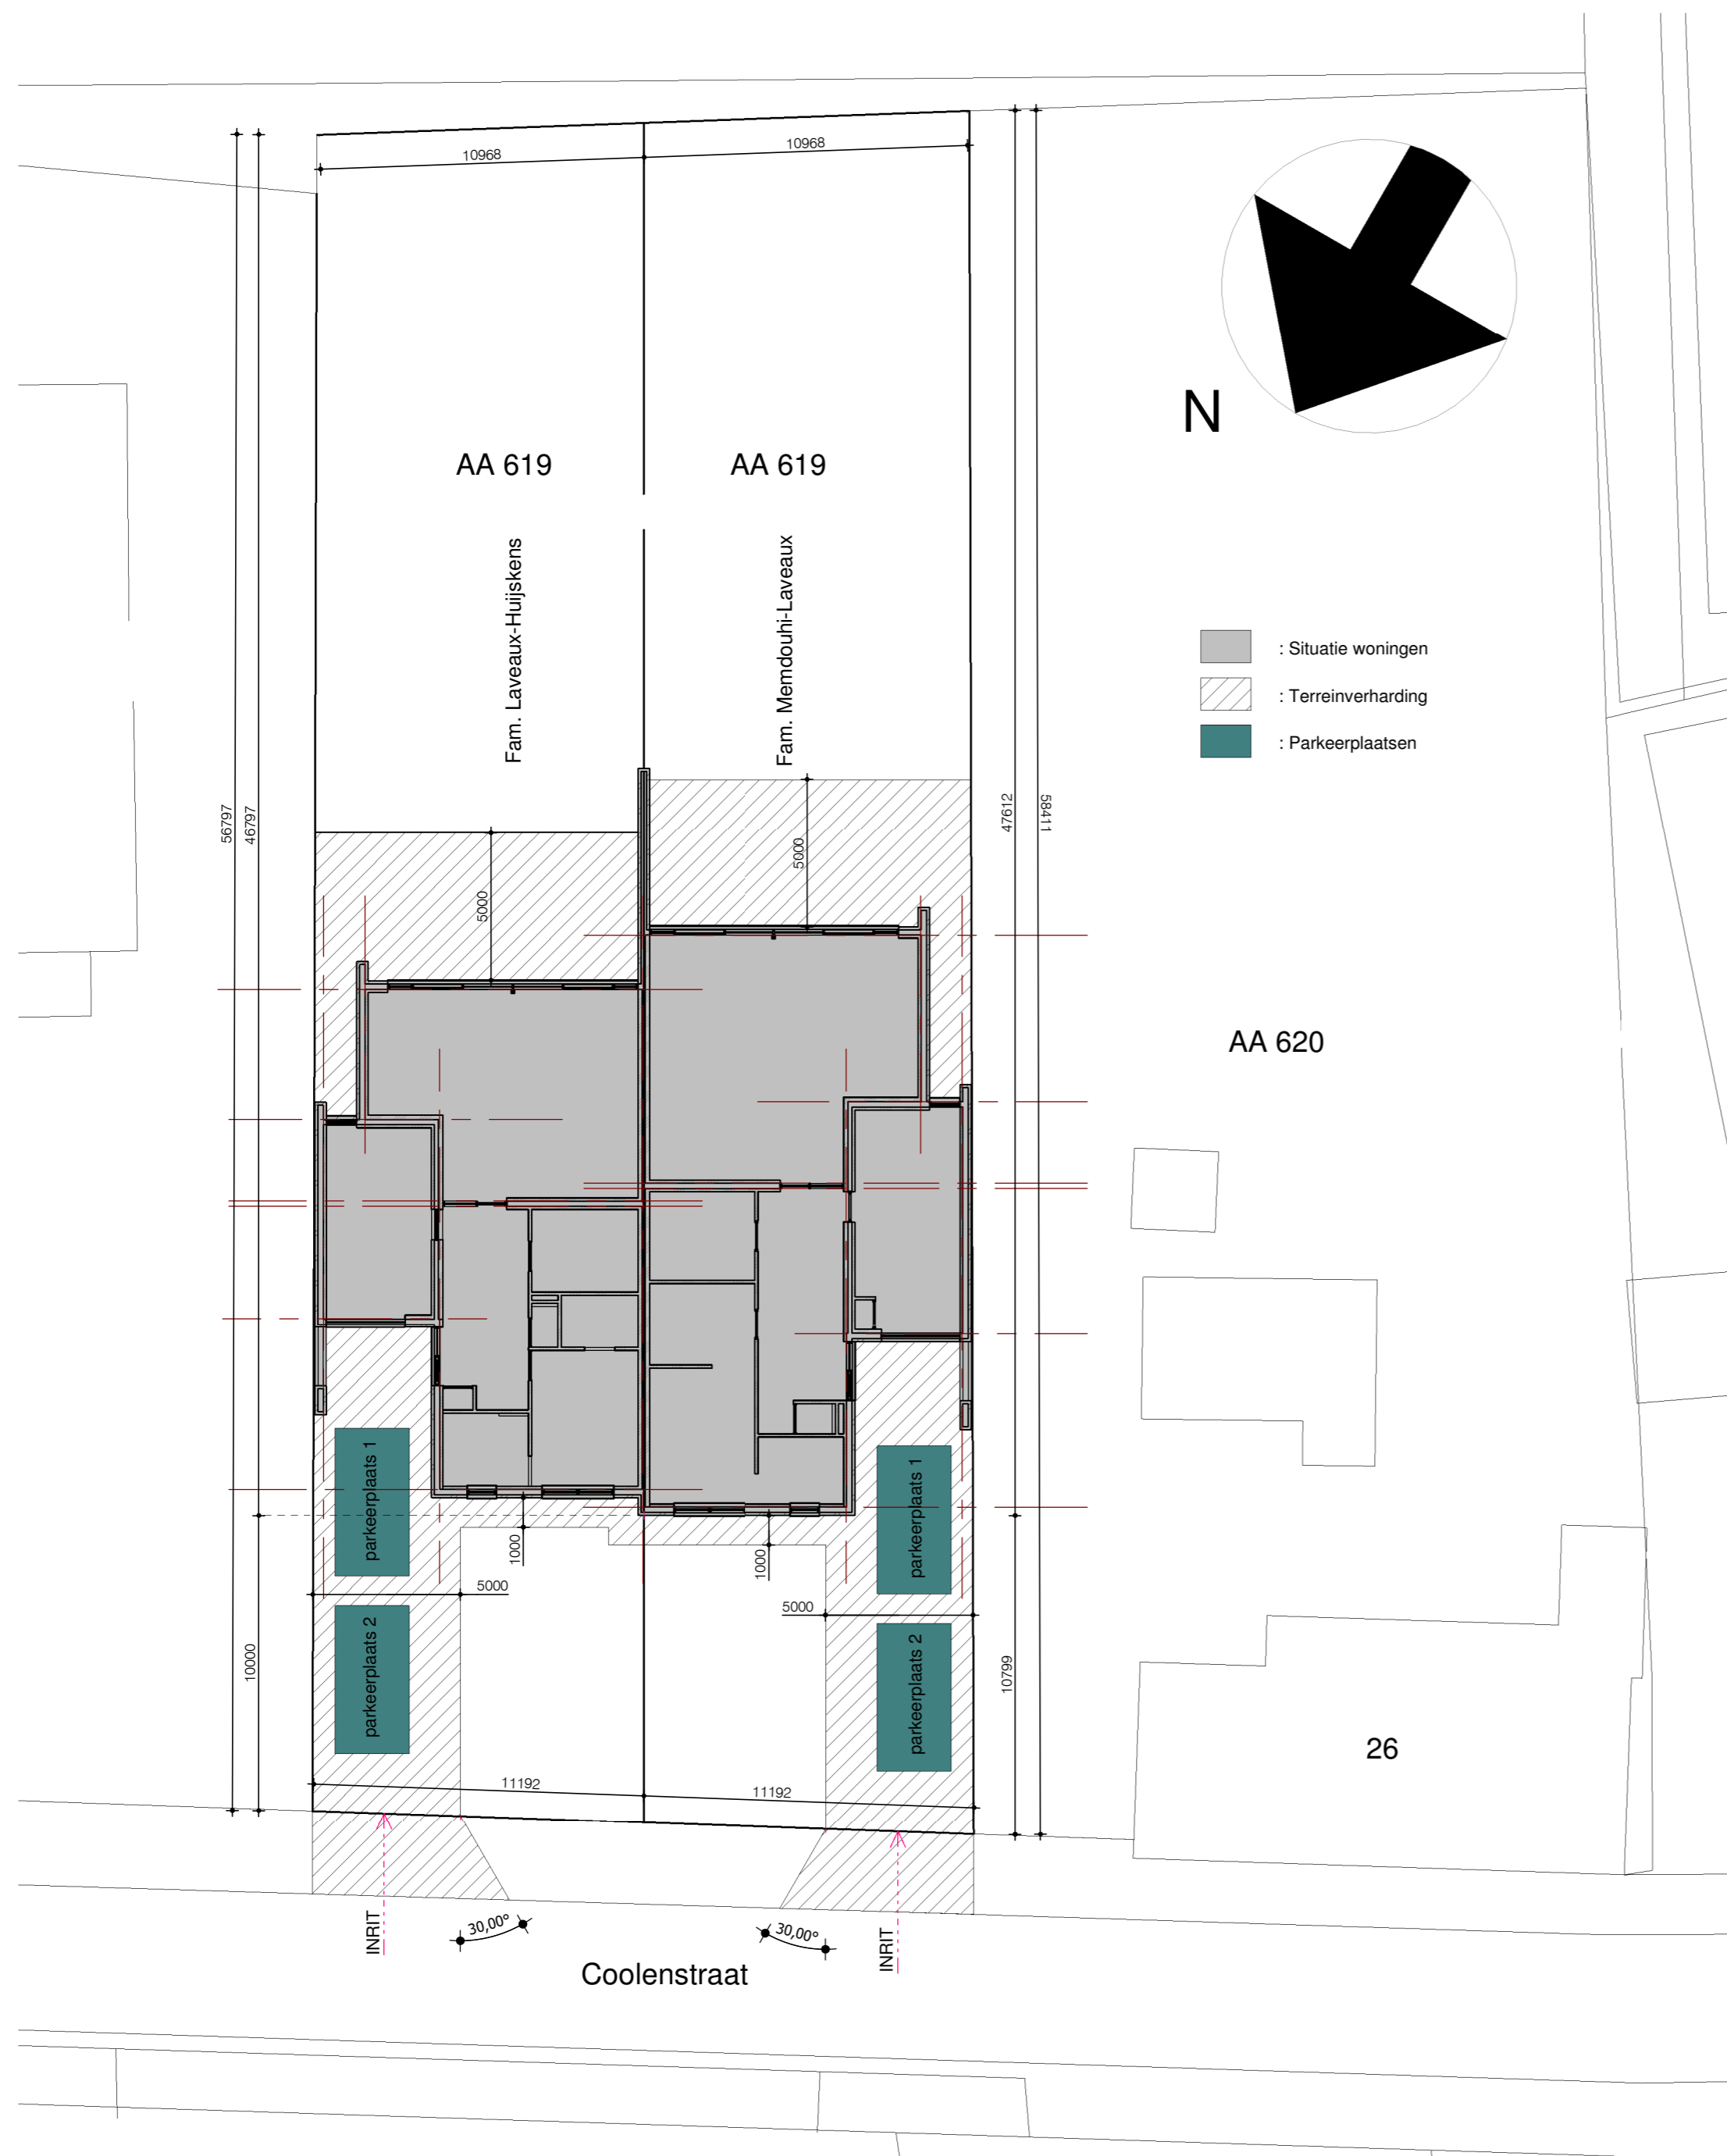 10968
10968
N
AA 619
AA 619
Fam. Laveaux-Huijskens
Fam. Memdouhi-Laveaux
: Situatie woningen
: Terreinverharding
: Parkeerplaatsen
56797
46797
47612
58411
5000
5000
AA 620
parkeerplaats 1
parkeerplaats 1
1000
1000
5000
5000
parkeerplaats 2
parkeerplaats 2
10000
10799
26
11192
11192
INRIT
30,00°
30,00°
INRIT
Coolenstraat